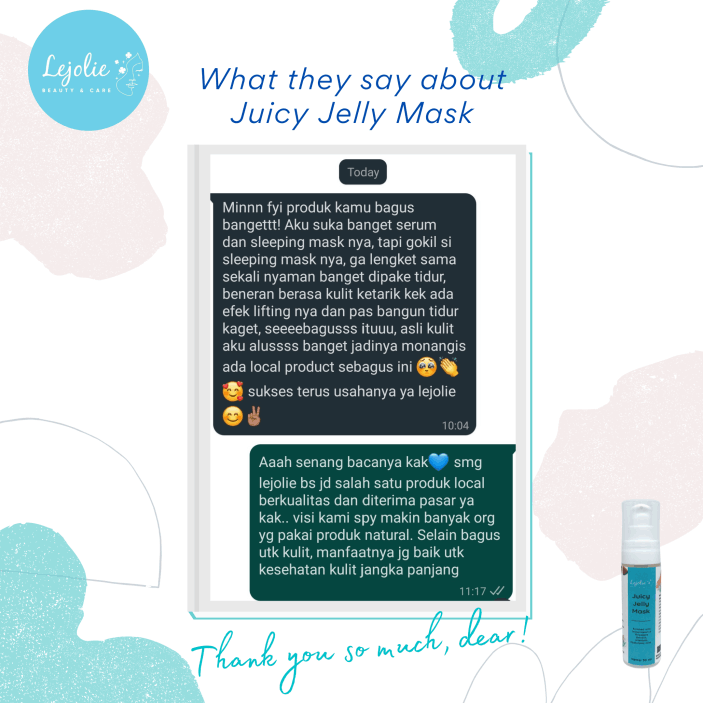 Lejolie
BEAUTY & CARE
What they say about
Juicy Jelly Mask
Today
Minnn fyi produk kamu bagus
bangettt! Aku suka banget serum
dan sleeping mask nya, tapi gokil si
sleeping mask nya, ga lengket sama
sekali nyaman banget dipake tidur,
beneran berasa kulit ketarik kek ada
efek lifting nya dan pas bangun tidur
kaget, seeeebagusss ituuu, asli kulit
aku alussss banget jadinya monangis
ada local product sebagus ini 🥺👏
🥰 sukses terus usahanya ya lejolie
😊✌🏽
10:04
Aaah senang bacanya kak💙 smg
lejolie bs jd salah satu produk local
berkualitas dan diterima pasar ya
kak.. visi kami spy makin banyak org
yg pakai produk natural. Selain bagus
utk kulit, manfaatnya jg baik utk
kesehatan kulit jangka panjang
11:17
Thank you so much, dear!
Lejolie
Juicy
Jelly
Mask